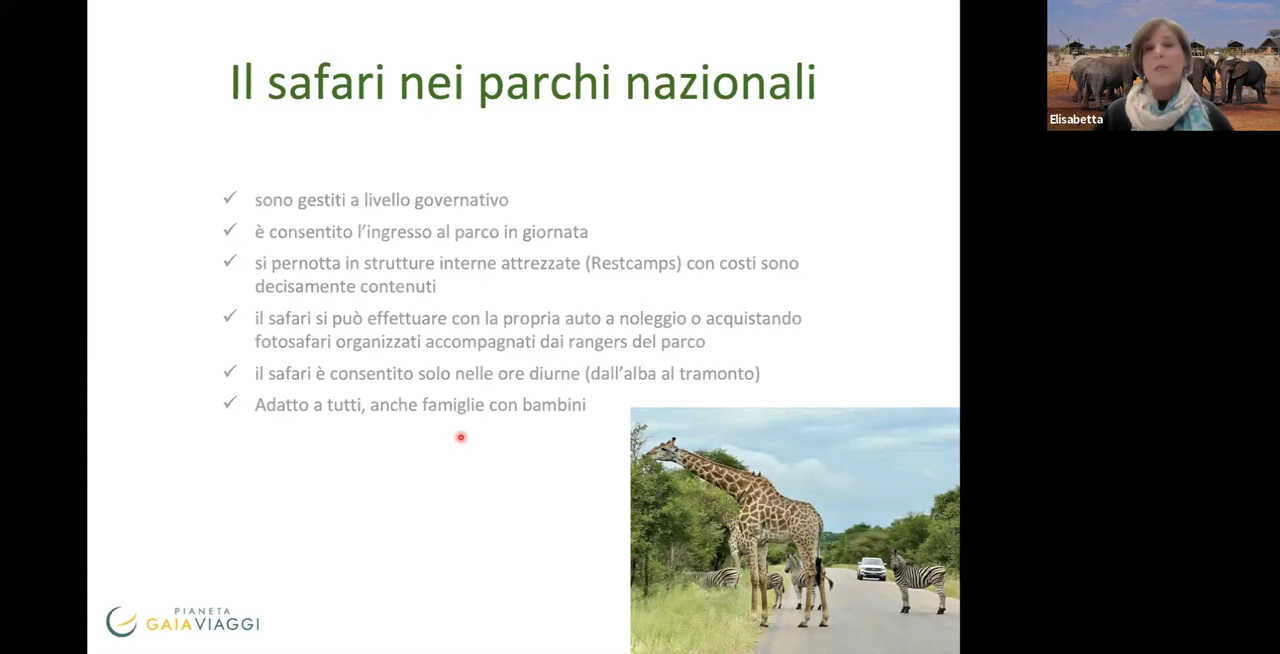 Il safari nei parchi nazionali
sono gestiti a livello governativo
è consentito l'ingresso al parco in giornata
si pernotta in strutture interne attrezzate (Restcamps) con costi sono
decisamente contenuti
il safari si può effettuare con la propria auto a noleggio o acquistando
fotosafari organizzati accompagnati dai rangers del parco
il safari è consentito solo nelle ore diurne (dall'alba al tramonto)
Adatto a tutti, anche famiglie con bambini
PIANETA
GAIAVIAGGI
Elisabetta